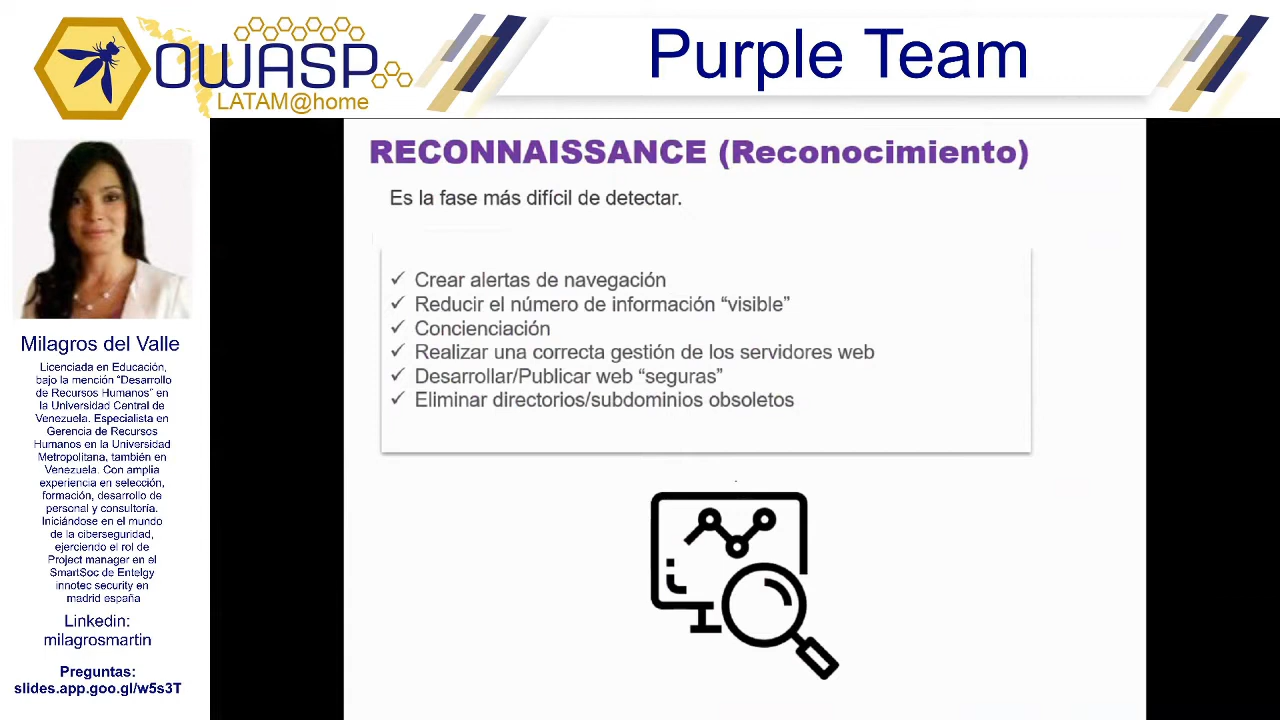 OWASP
LATAM@home
Purple Team
RECONNAISSANCE (Reconocimiento)
Es la fase más difícil de detectar.
✓ Crear alertas de navegación
✓ Reducir el número de información “visible”
✓ Concienciación
✓ Realizar una correcta gestión de los servidores web
✓ Desarrollar/Publicar web “seguras”
✓ Eliminar directorios/subdominios obsoletos
Milagros del Valle
Licenciada en Educación,
bajo la mención “Desarrollo
de Recursos Humanos” en
la Universidad Central de
Venezuela. Especialista en
Gerencia de Recursos
Humanos en la Universidad
Metropolitana, también en
Venezuela. Con amplia
experiencia en selección,
formación, desarrollo de
personal y consultoría.
Iniciándose en el mundo
de la ciberseguridad,
ejerciendo el rol de
Project manager en el
SmartSoc de Entelgy
innotec security en
madrid españa
Linkedin:
milagrosmartin
Preguntas:
slides.app.goo.gl/w5s3T